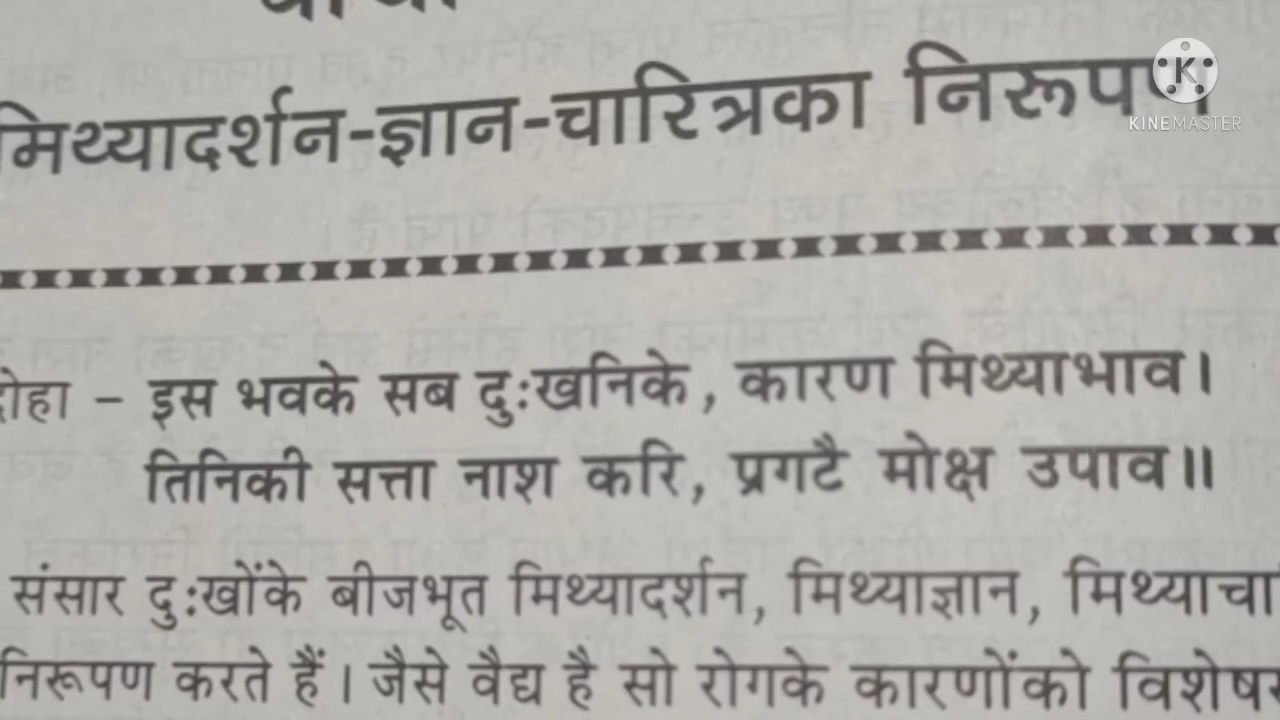 मिथ्यादर्शन-ज्ञान-चारित्रका निरूपण
K
KINEMASTER
दोहा – इस भवके सब दुःखनिके, कारण मिथ्याभाव।
तिनिकी सत्ता नाश करि, प्रगटै मोक्ष उपाव॥
संसार दुःखोंके बीजभूत मिथ्यादर्शन, मिथ्याज्ञान,
निरूपण करते हैं। जैसे वैद्य है सो रोगके कारणोंको